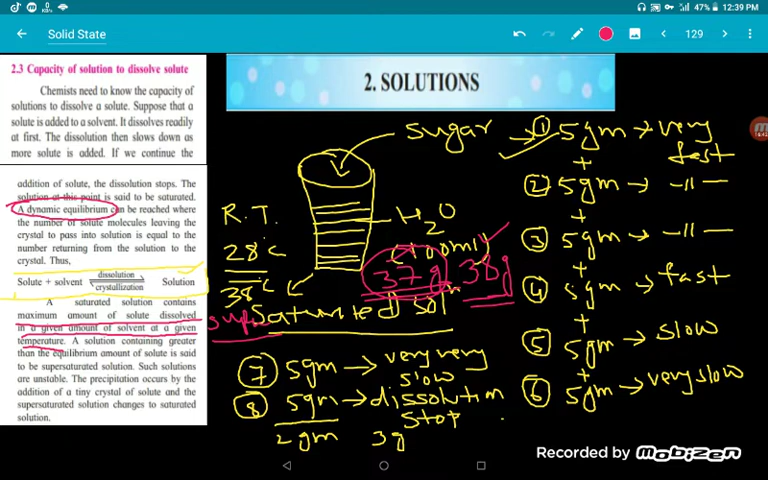 47% 12:39 PM
Solid State
129
2.3 Capacity of solution to dissolve solute
Chemists need to know the capacity of
solutions to dissolve a solute. Suppose that a
solute is added to a solvent. It dissolves readily
at first. The dissolution then slows down as
more solute is added. If we continue the
addition of solute, the dissolution stops. The
solution at this point is said to be saturated.
A dynamic equilibrium can be reached where
the number of solute molecules leaving the
crystal to pass into solution is equal to the
number returning from the solution to the
crystal. Thus,
Solute + solvent dissolution crystallization Solution
A saturated solution contains
maximum amount of solute dissolved
in a given amount of solvent at a given
temperature. A solution containing greater
than the equilibrium amount of solute is said
to be supersaturated solution. Such solutions
are unstable. The precipitation occurs by the
addition of a tiny crystal of solute and the
supersaturated solution changes to saturated
solution.
2. SOLUTIONS
Sugar
R.T.
28°C
38°C
H2O
(100ml)
37g 38g
super Saturated soln
① 5gm → very fast
+
② 5gm → -॥-
+
③ 5gm → -॥-
+
④ 5gm → fast
+
⑤ 5gm → slow
+
⑥ 5gm → very slow
⑦ 5gm → very very slow
⑧ 5gm → dissolution stop
2gm 3g
Recorded by mobizen